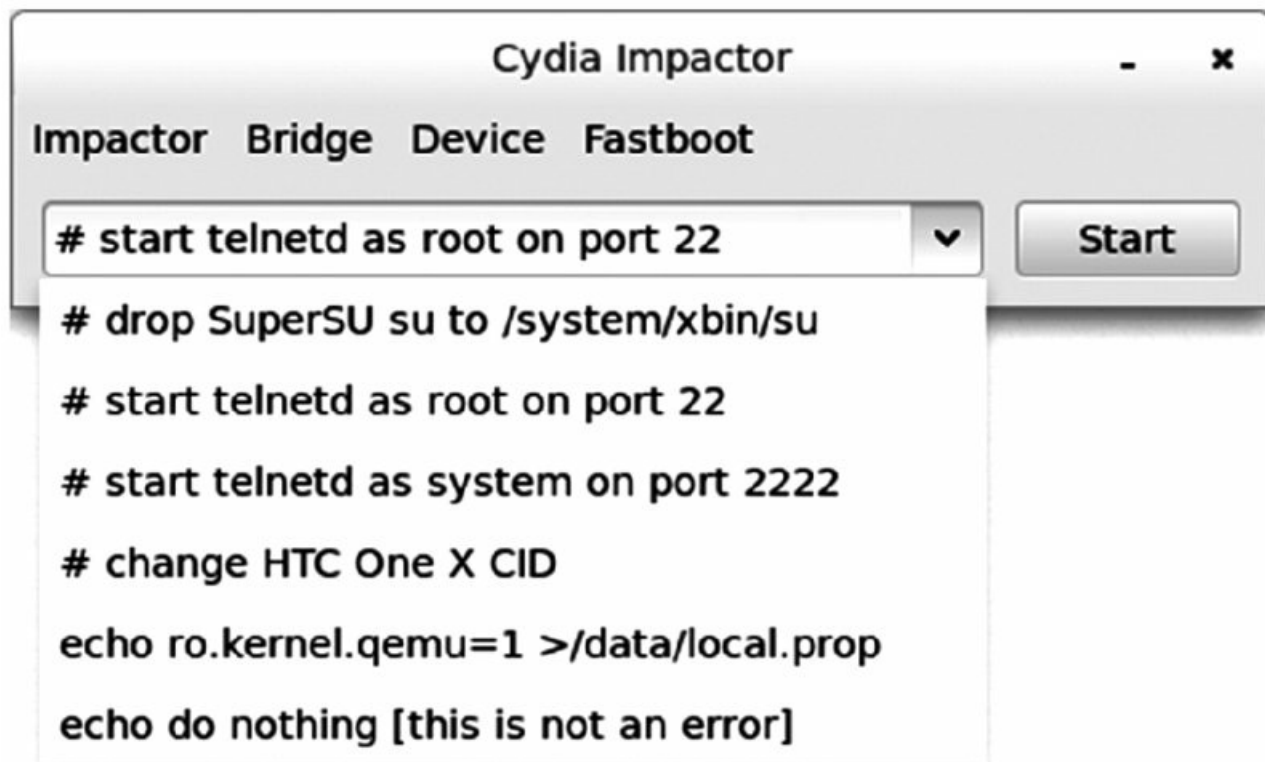 Cydia Impactor
Impactor Bridge Device Fastboot
# start telnetd as root on port 22 Start
# drop SuperSU su to /system/xbin/su
# start telnetd as root on port 22
# start telnetd as system on port 2222
# change HTC One X CID
echo ro.kernel.qemu=1 >/data/local.prop
echo do nothing [this is not an error]